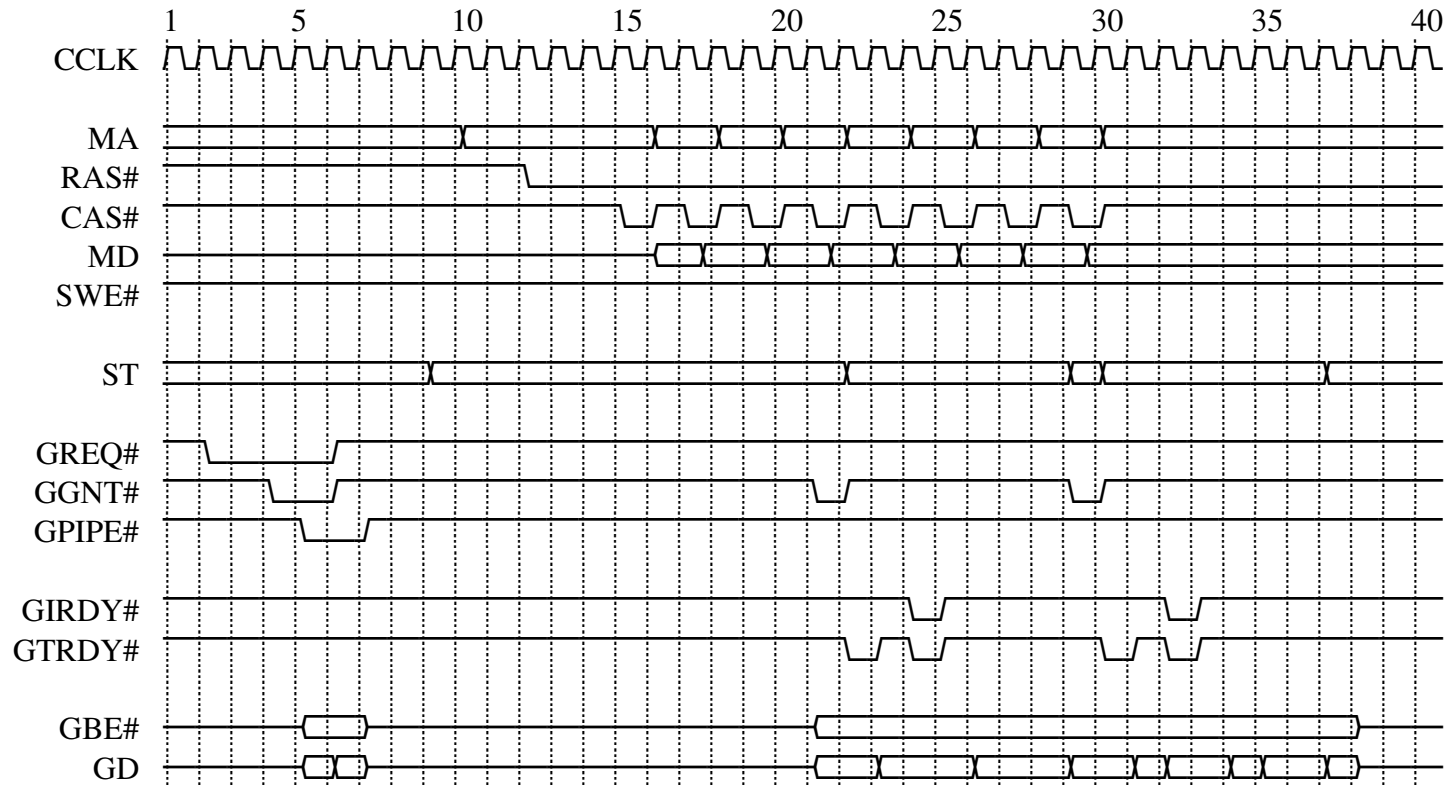 1 5 10 15 20 25 30 35 40
CCLK
MA
RAS#
CAS#
MD
SWE#
ST
GREQ#
GGNT#
GPIPE#
GIRDY#
GTRDY#
GBE#
GD